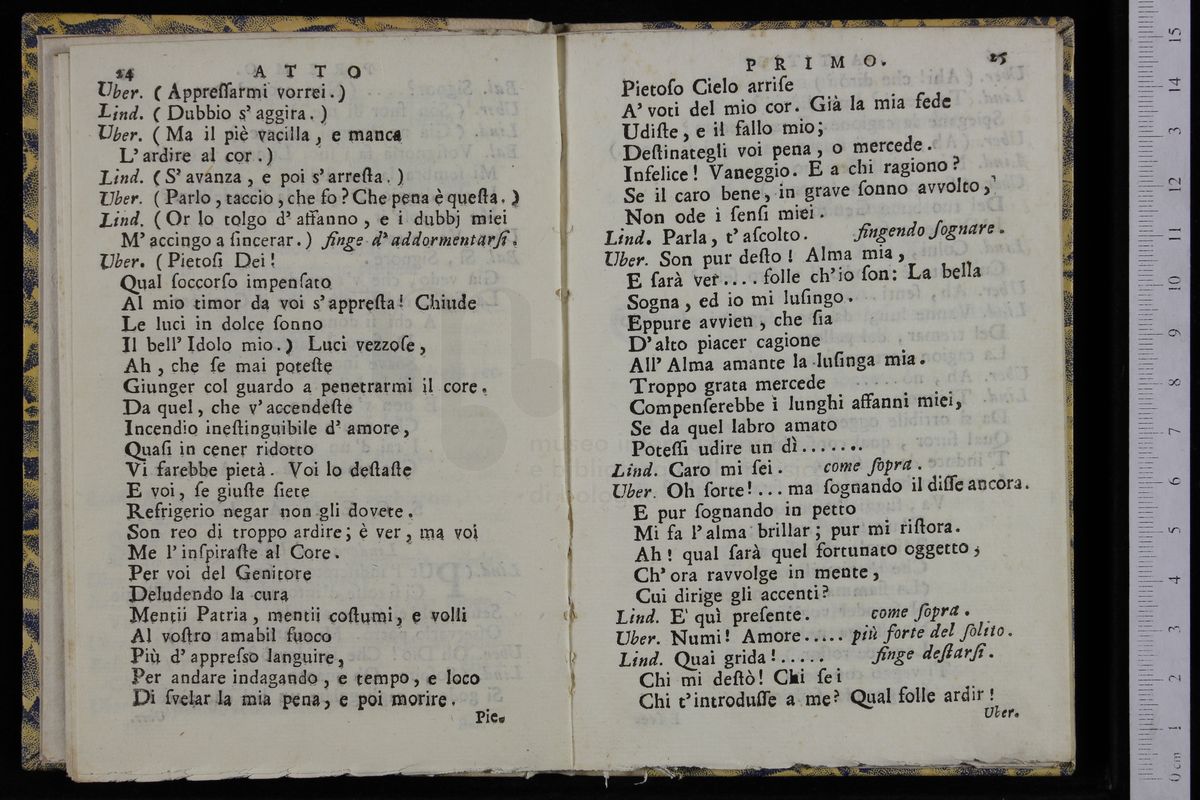 24 ATTO
Uber. ( Appreſſarmi vorrei. )
Lind. ( Dubbio s' aggira. )
Uber. ( Ma il piè vacilla, e manca
L' ardire al cor. )
Lind. ( S' avanza, e poi s' arreſta. )
Uber. ( Parlo, taccio, che fo? Che pena è queſta. )
Lind. ( Or lo tolgo d' affanno, e i dubbj miei
M' accingo a ſincerar. ) finge d' addormentarſi.
Uber. ( Pietoſi Dei!
Qual ſoccorſo impenſato
Al mio timor da voi s' appreſta! Chiude
Le luci in dolce ſonno
Il bell' Idolo mio. ) Luci vezzoſe,
Ah, che ſe mai poteſte
Giunger col guardo a penetrarmi il core.
Da quel, che v' accendeſte
Incendio ineſtinguibile d' amore,
Quaſi in cener ridotto
Vi farebbe pietà. Voi lo deſtaſte
E voi, ſe giuſte ſiete
Refrigerio negar non gli dovete.
Son reo di troppo ardire; è ver, ma voi
Me l' inſpiraſte al Core.
Per voi del Genitore
Deludendo la cura
Mentii Patria, mentii coſtumi, e volli
Al voſtro amabil fuoco
Più d' appreſſo languire,
Per andare indagando, e tempo, e loco
Di ſvelar la mia pena, e poi morire.
Pie-
PRIMO. 25
Pietoſo Cielo arriſe
A' voti del mio cor. Già la mia fede
Udiſte, e il fallo mio;
Deſtinategli voi pena, o mercede.
Infelice! Vaneggio. E a chi ragiono?
Se il caro bene, in grave ſonno avvolto,
Non ode i ſenſi miei.
Lind. Parla, t' aſcolto. fingendo ſognare.
Uber. Son pur deſto! Alma mia,
E ſarà ver.... folle ch' io ſon: La bella
Sogna, ed io mi luſingo.
Eppure avvien, che ſia
D' alto piacer cagione
All' Alma amante la luſinga mia.
Troppo grata mercede
Compenſerebbe i lunghi affanni miei,
Se da quel labro amato
Poteſſi udire un dì.......
Lind. Caro mi ſei. come ſopra.
Uber. Oh ſorte!... ma ſognando il diſſe ancora.
E pur ſognando in petto
Mi fa l' alma brillar; pur mi riſtora.
Ah! qual ſarà quel fortunato oggetto,
Ch' ora ravvolge in mente,
Cui dirige gli accenti?
Lind. E' quì preſente. come ſopra.
Uber. Numi! Amore..... più forte del ſolito.
Lind. Quai grida!..... finge deſtarſi.
Chi mi deſtò! Chi ſei
Chi t' introduſſe a me? Qual folle ardir!
Uber.
15
14
13
12
11
10
9
8
7
6
5
4
3
2
1
0 cm